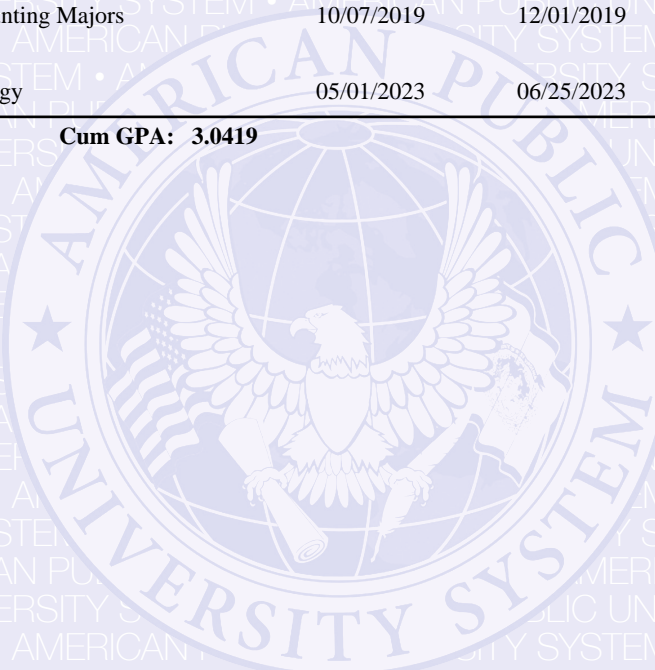 nting Majors 10/07/2019 12/01/2019
gy 05/01/2023 06/25/2023
Cum GPA: 3.0419
AMERICAN PUBLIC
UNIVERSITY SYSTEM